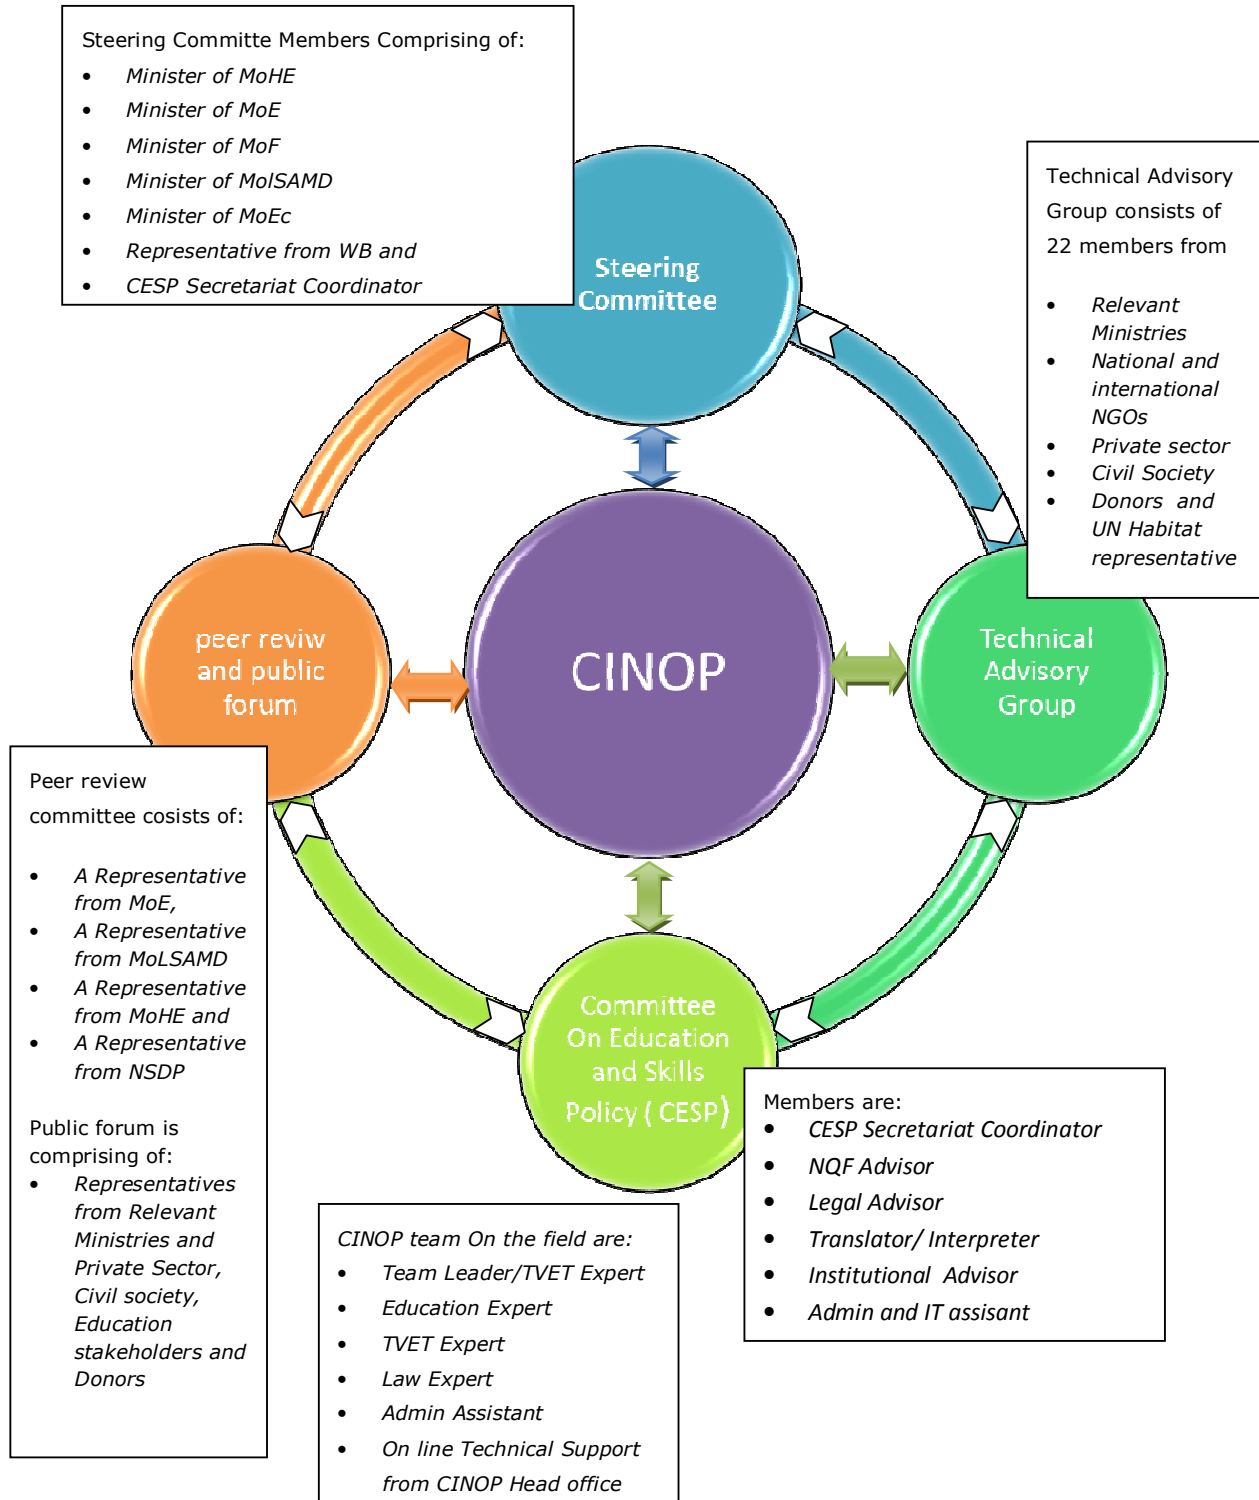 Steering Committe Members Comprising of:
• Minister of MoHE
• Minister of MoE
• Minister of MoF
• Minister of MolSAMD
• Minister of MoEc
• Representative from WB and
• CESP Secretariat Coordinator
Technical Advisory
Group consists of
22 members from
• Relevant
Ministries
• National and
international
NGOs
• Private sector
• Civil Society
• Donors and
UN Habitat
representative
Steering
Committee
CINOP
peer reviw
and public
forum
Technical
Advisory
Group
Committee
On Education
and Skills
Policy ( CESP)
Peer review
committee cosists of:
• A Representative
from MoE,
• A Representative
from MoLSAMD
• A Representative
from MoHE and
• A Representative
from NSDP
Public forum is
comprising of:
• Representatives
from Relevant
Ministries and
Private Sector,
Civil society,
Education
stakeholders and
Donors
Members are:
• CESP Secretariat Coordinator
• NQF Advisor
• Legal Advisor
• Translator/ Interpreter
• Institutional Advisor
• Admin and IT assisant
CINOP team On the field are:
• Team Leader/TVET Expert
• Education Expert
• TVET Expert
• Law Expert
• Admin Assistant
• On line Technical Support
from CINOP Head office